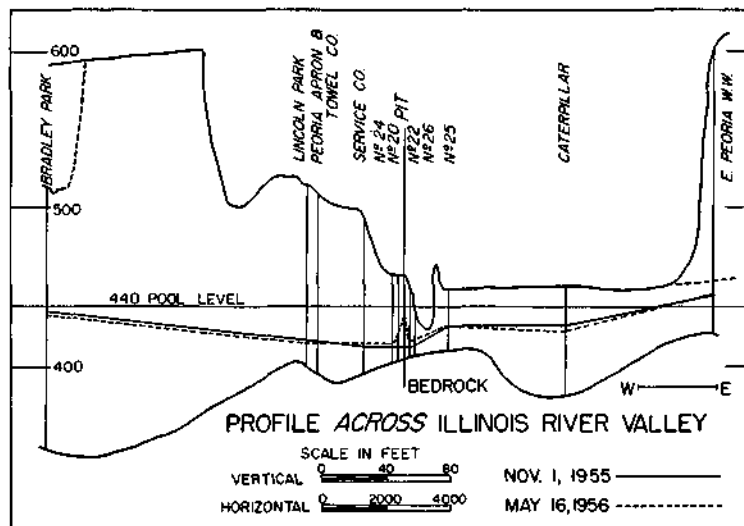 600
500
400
BRADLEY PARK
LINCOLN PARK
PEORIA APRON &
TOWEL CO.
SERVICE CO.
Nº 24
Nº 20
PIT
Nº 22
Nº 26
Nº 25
CATERPILLAR
E. PEORIA W.W.
440 POOL LEVEL
BEDROCK
W E
PROFILE ACROSS ILLINOIS RIVER VALLEY
SCALE IN FEET
VERTICAL 0 40 80
HORIZONTAL 0 2000 4000
NOV. 1, 1955
MAY 16, 1956